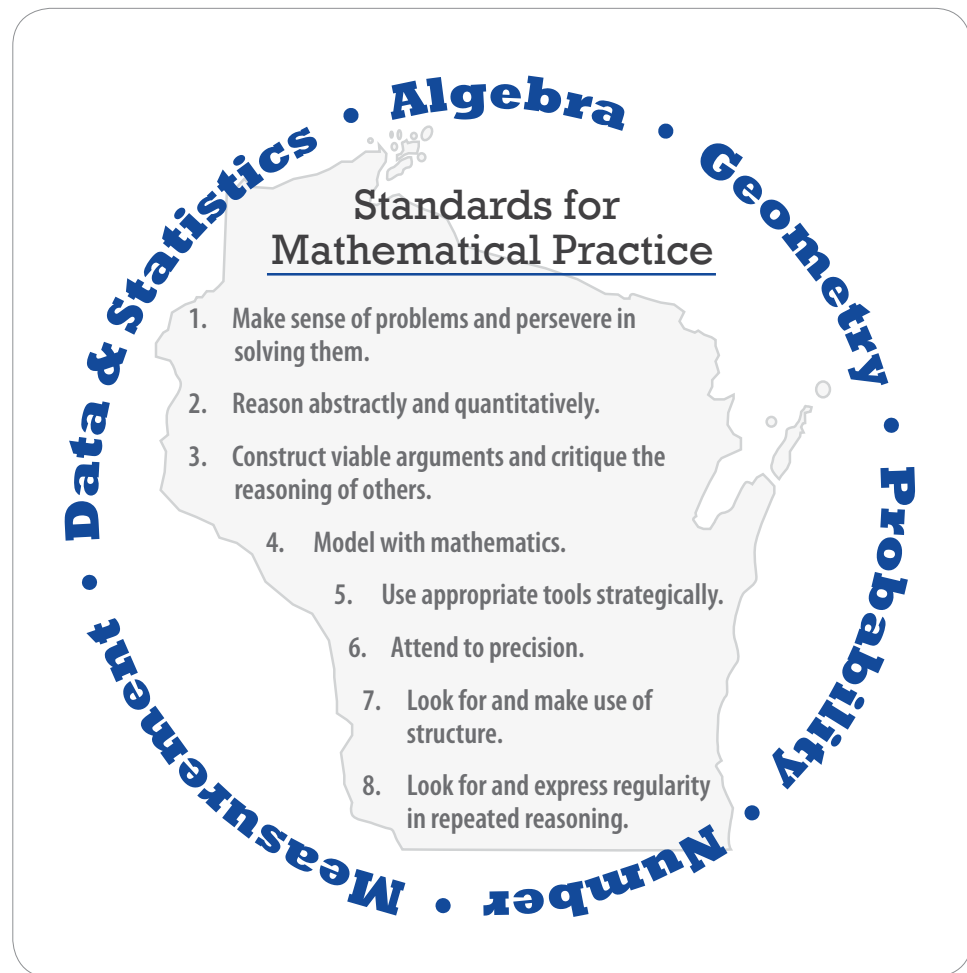 Algebra • Geometry • Probability • Number • Measurement • Data & Statistics •
Standards for
Mathematical Practice
1. Make sense of problems and persevere in
solving them.
2. Reason abstractly and quantitatively.
3. Construct viable arguments and critique the
reasoning of others.
4. Model with mathematics.
5. Use appropriate tools strategically.
6. Attend to precision.
7. Look for and make use of
structure.
8. Look for and express regularity
in repeated reasoning.